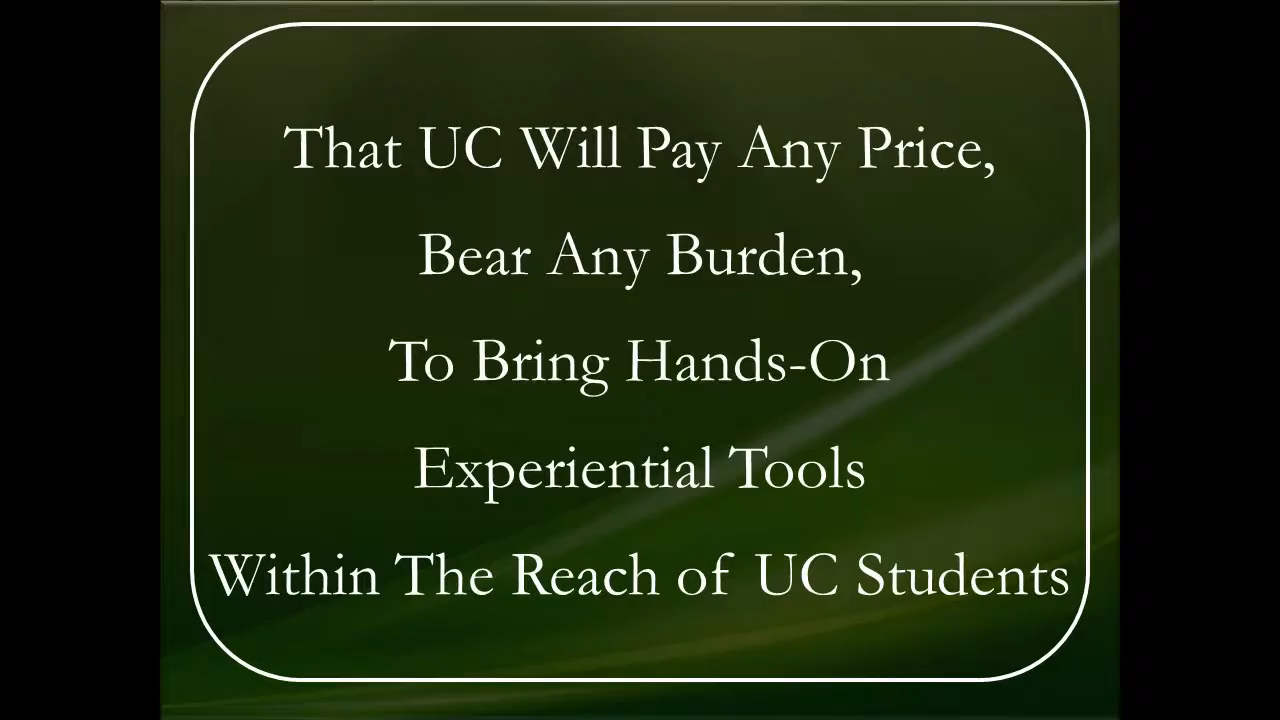 That UC Will Pay Any Price,
Bear Any Burden,
To Bring Hands-On
Experiential Tools
Within The Reach of UC Students